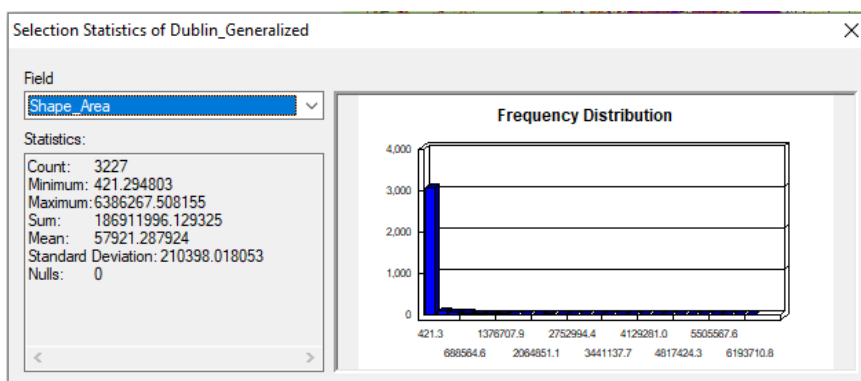 Selection Statistics of Dublin_Generalized
Field
Shape_Area
Statistics:
Count: 3227
Minimum: 421.294803
Maximum: 6386267.508155
Sum: 186911996.129325
Mean: 57921.287924
Standard Deviation: 210398.018053
Nulls: 0
Frequency Distribution
4,000
3,000
2,000
1,000
0
421.3 1376707.9 2752994.4 4129281.0 5505567.6
688564.6 2064851.1 3441137.7 4817424.3 6193710.8